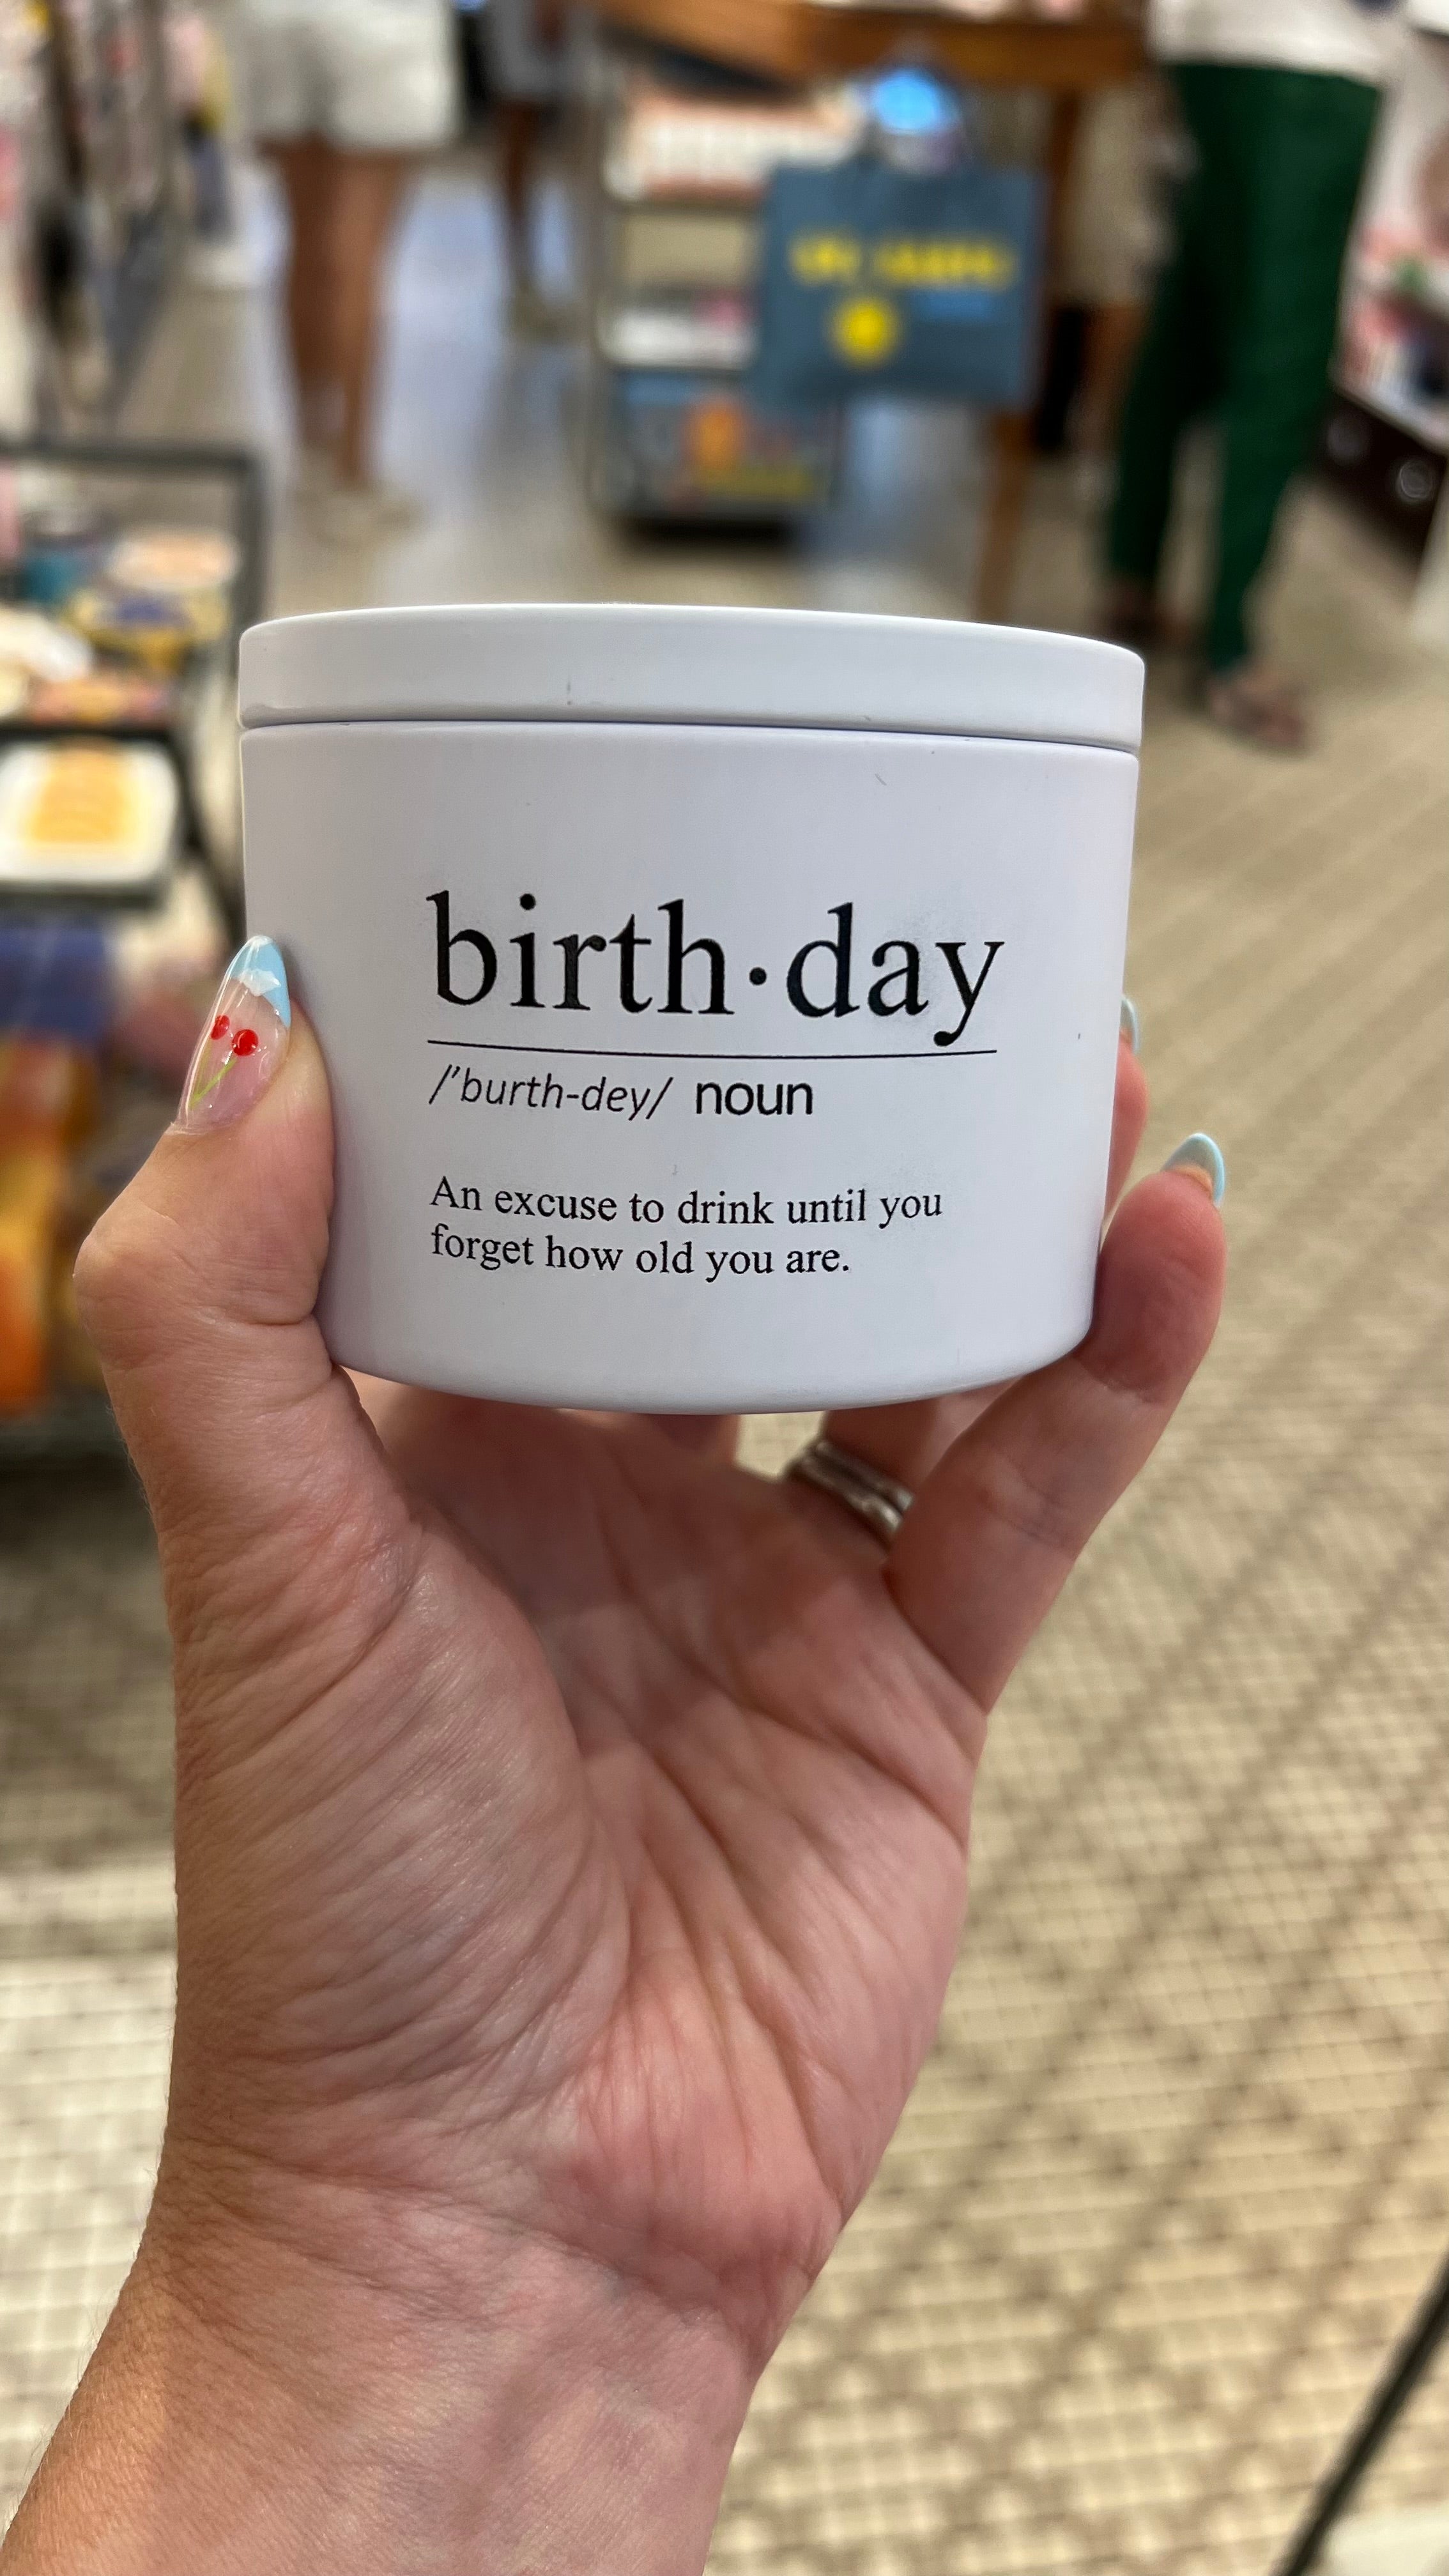 birth·day
/'burth-dey/ noun
An excuse to drink until you
forget how old you are.